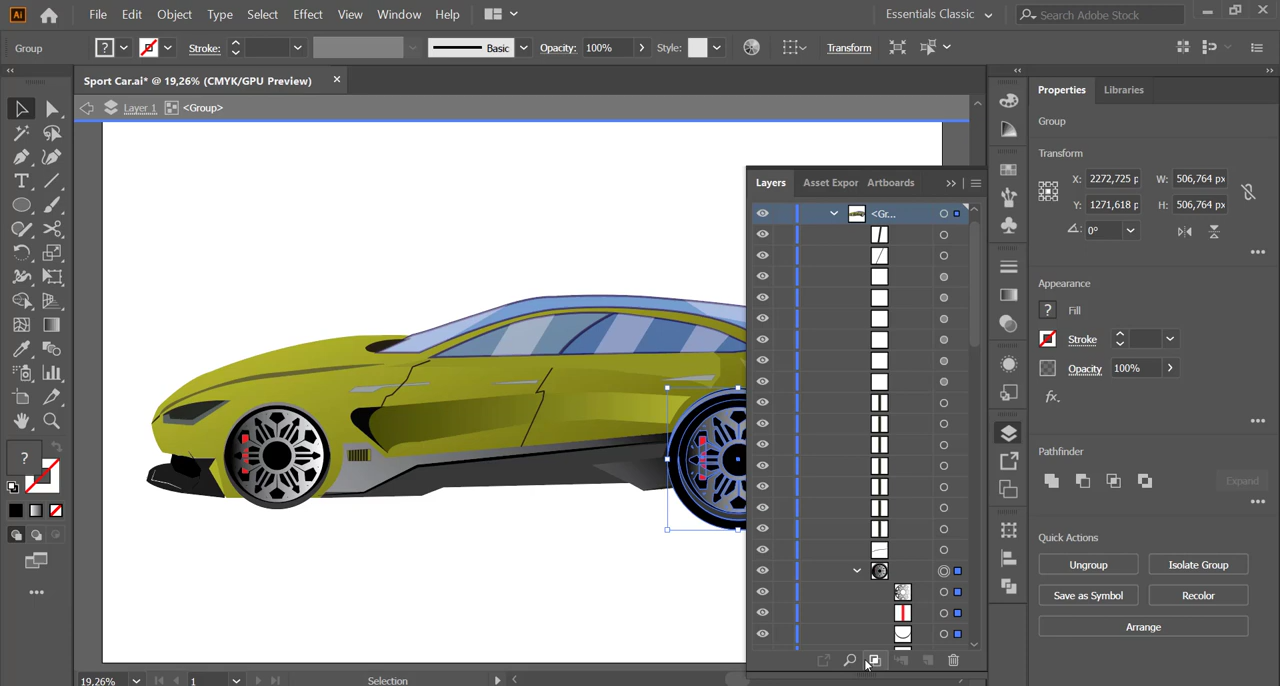 Ai File Edit Object Type Select Effect View Window Help Essentials Classic Search Adobe Stock
Group ? Stroke: Basic Opacity: 100% Style: Transform
Sport Car.ai* @ 19,26% (CMYK/GPU Preview) ×
Layer 1 <Group>
Properties Libraries
Group
Transform
X: 2272,725 p W: 506,764 px
Y: 1271,618 p H: 506,764 px
0°
Layers Asset Expor Artboards
<Gr...
Appearance
? Fill
Stroke
Opacity 100%
fx.
Pathfinder
Expand
Quick Actions
Ungroup Isolate Group
Save as Symbol Recolor
Arrange
?
19,26% 1 Selection